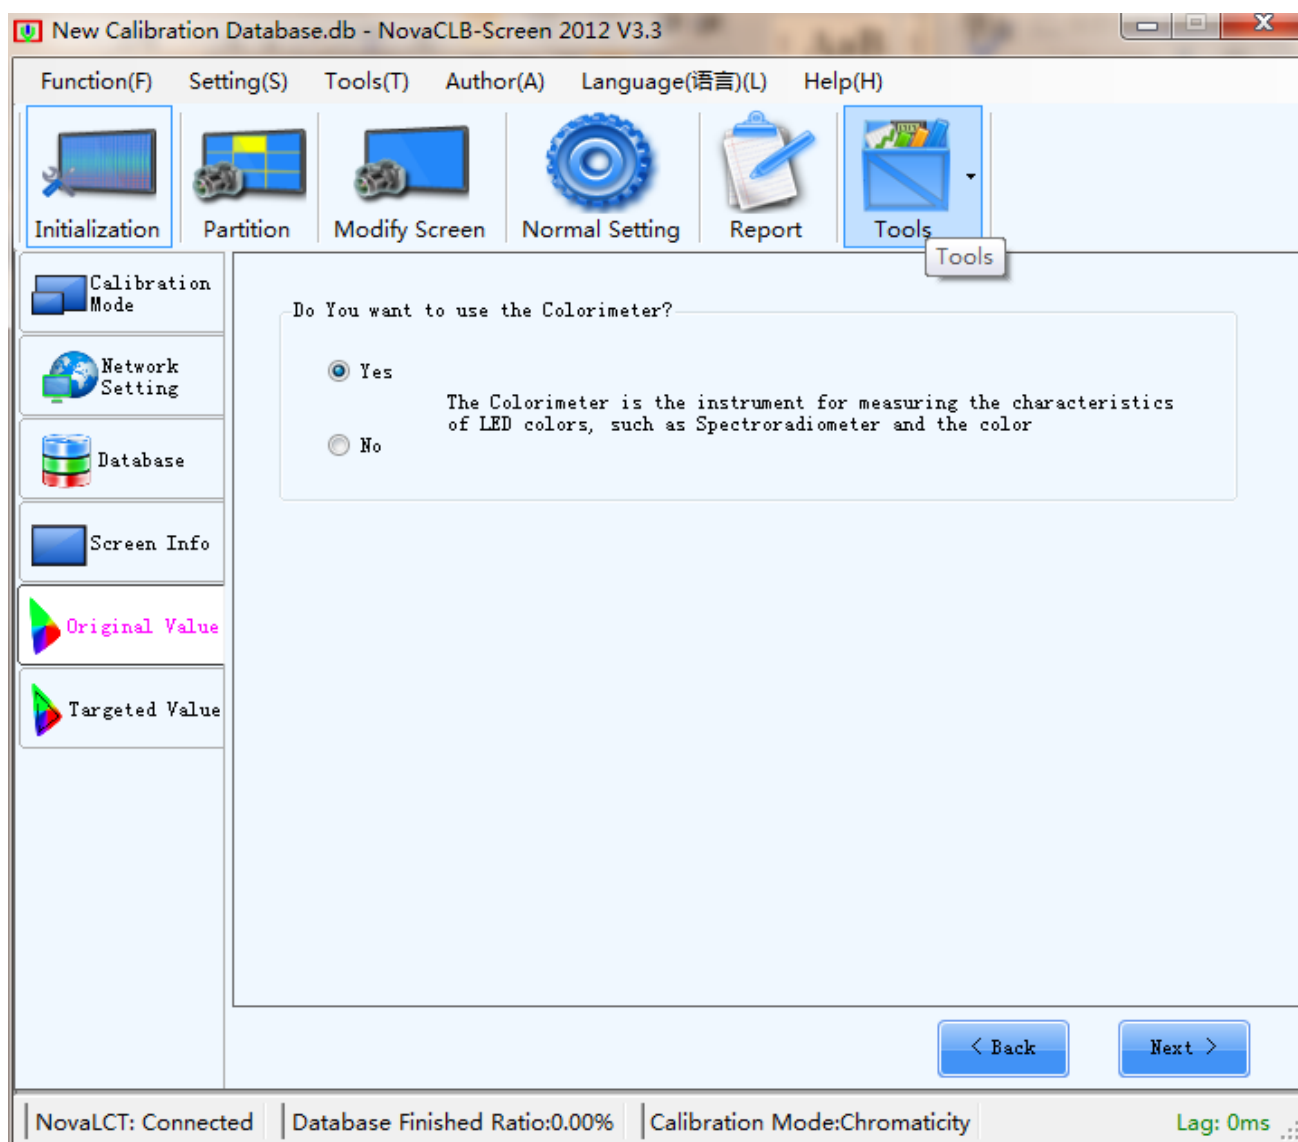 New Calibration Database.db - NovaCLB-Screen 2012 V3.3
Function(F) Setting(S) Tools(T) Author(A) Language(语言)(L) Help(H)
Initialization Partition Modify Screen Normal Setting Report Tools
Tools
Calibration
Mode
Network
Setting
Database
Screen Info
Original Value
Targeted Value
Do You want to use the Colorimeter?
Yes
The Colorimeter is the instrument for measuring the characteristics
of LED colors, such as Spectroradiometer and the color
No
< Back Next >
NovaLCT: Connected Database Finished Ratio:0.00% Calibration Mode:Chromaticity Lag: 0ms